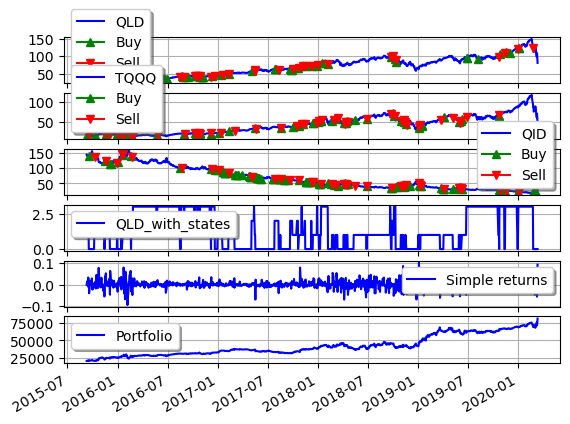 QLD
Buy
Sell
150
100
50
TQQQ
Buy
Sell
100
50
QID
Buy
Sell
150
100
50
QLD_with_states
2.5
0.0
Simple returns
0.1
0.0
−0.1
Portfolio
75000
50000
25000
2015-07
2016-01
2016-07
2017-01
2017-07
2018-01
2018-07
2019-01
2019-07
2020-01